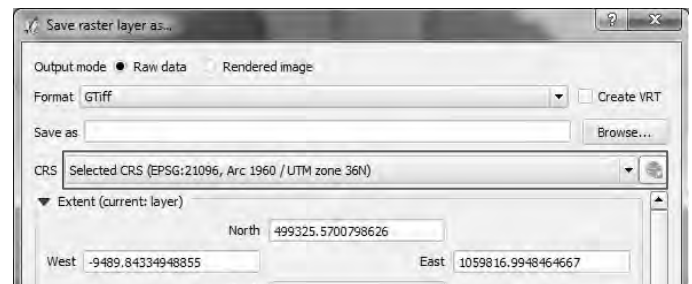 Save raster layer as...
Output mode Raw data Rendered image
Format GTiff Create VRT
Save as Browse...
CRS Selected CRS (EPSG:21096, Arc 1960 / UTM zone 36N)
Extent (current: layer)
North 499325.5700798626
West -9489.84334948855 East 1059816.9948464667